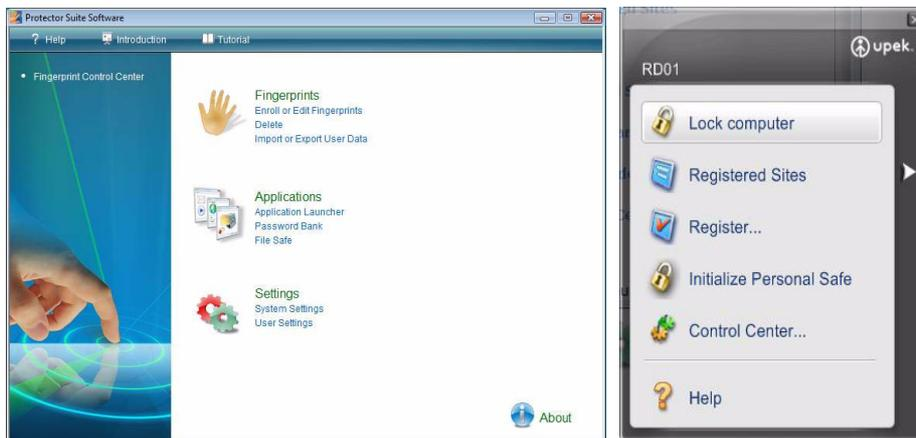 Protector Suite Software
? Help Introduction Tutorial
Fingerprint Control Center
Fingerprints
Enroll or Edit Fingerprints
Delete
Import or Export User Data
Applications
Application Launcher
Password Bank
File Safe
Settings
System Settings
User Settings
About
upek.
RD01
Lock computer
Registered Sites
Register...
Initialize Personal Safe
Control Center...
Help